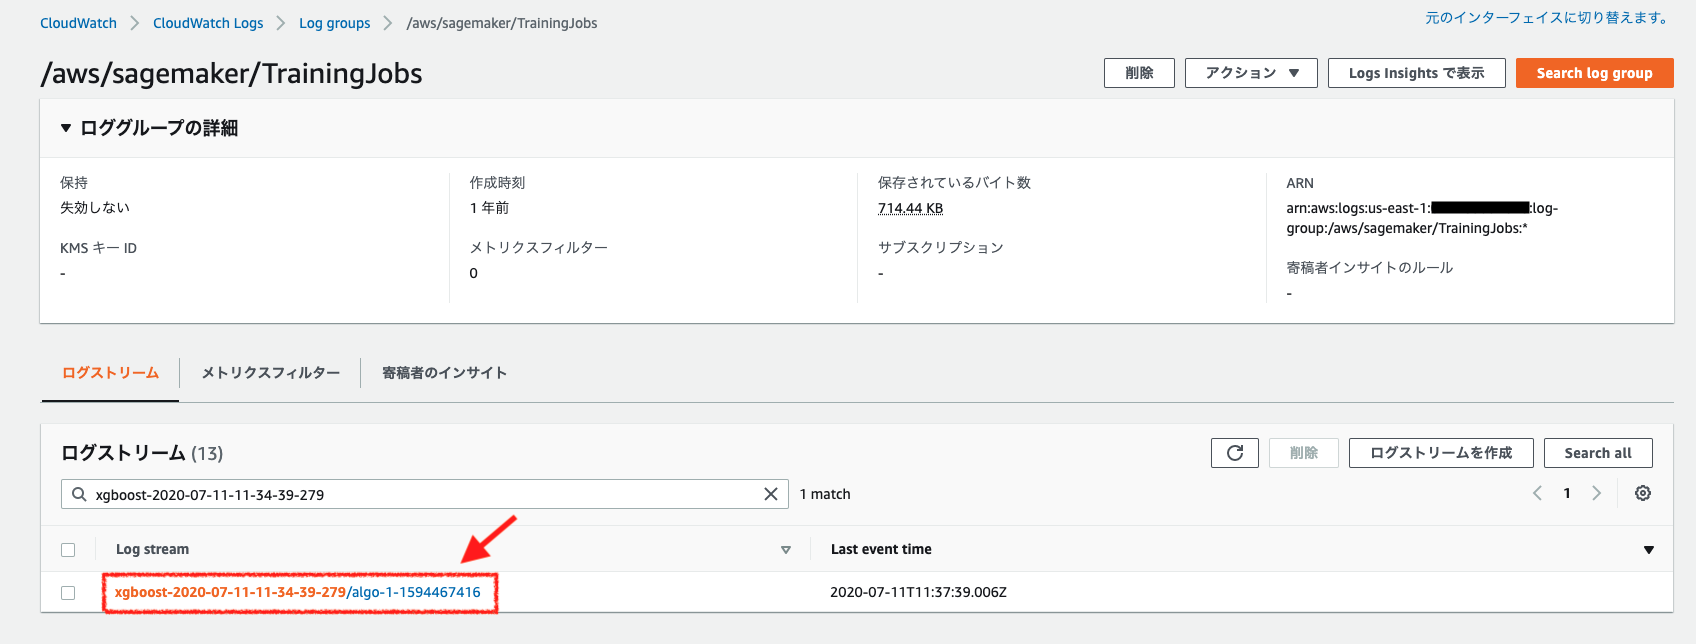 CloudWatch > CloudWatch Logs > Log groups > /aws/sagemaker/TrainingJobs
元のインターフェイスに切り替えます。
/aws/sagemaker/TrainingJobs
削除
アクション ▼
Logs Insights で表示
Search log group
▼ ロググループの詳細
保持
失効しない
KMS キー ID
-
作成時刻
1 年前
メトリクスフィルター
0
保存されているバイト数
714.44 KB
サブスクリプション
-
ARN
arn:aws:logs:us-east-1:
:log-
group:/aws/sagemaker/TrainingJobs:*
寄稿者インサイトのルール
-
ログストリーム
メトリクスフィルター
寄稿者のインサイト
ログストリーム (13)
削除
ログストリームを作成
Search all
xgboost-2020-07-11-11-34-39-279
1 match
1
Log stream
Last event time
xgboost-2020-07-11-11-34-39-279/algo-1-1594467416
2020-07-11T11:37:39.006Z